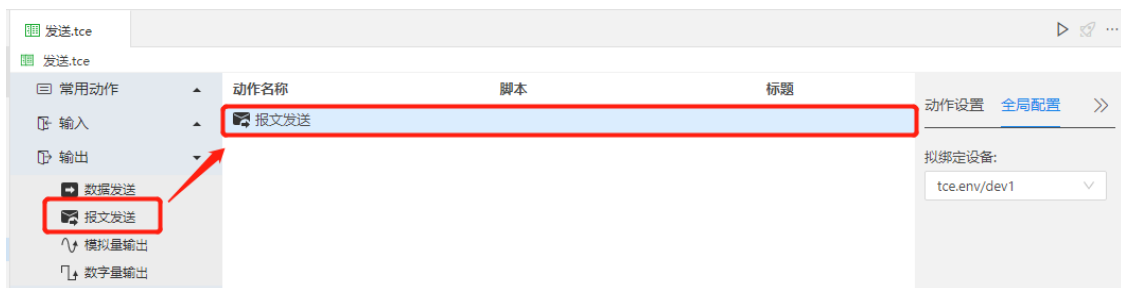 发送.tce
发送.tce
常用动作
输入
输出
数据发送
报文发送
模拟量输出
数字量输出
动作名称 脚本 标题
报文发送
动作设置 全局配置
拟绑定设备:
tce.env/dev1